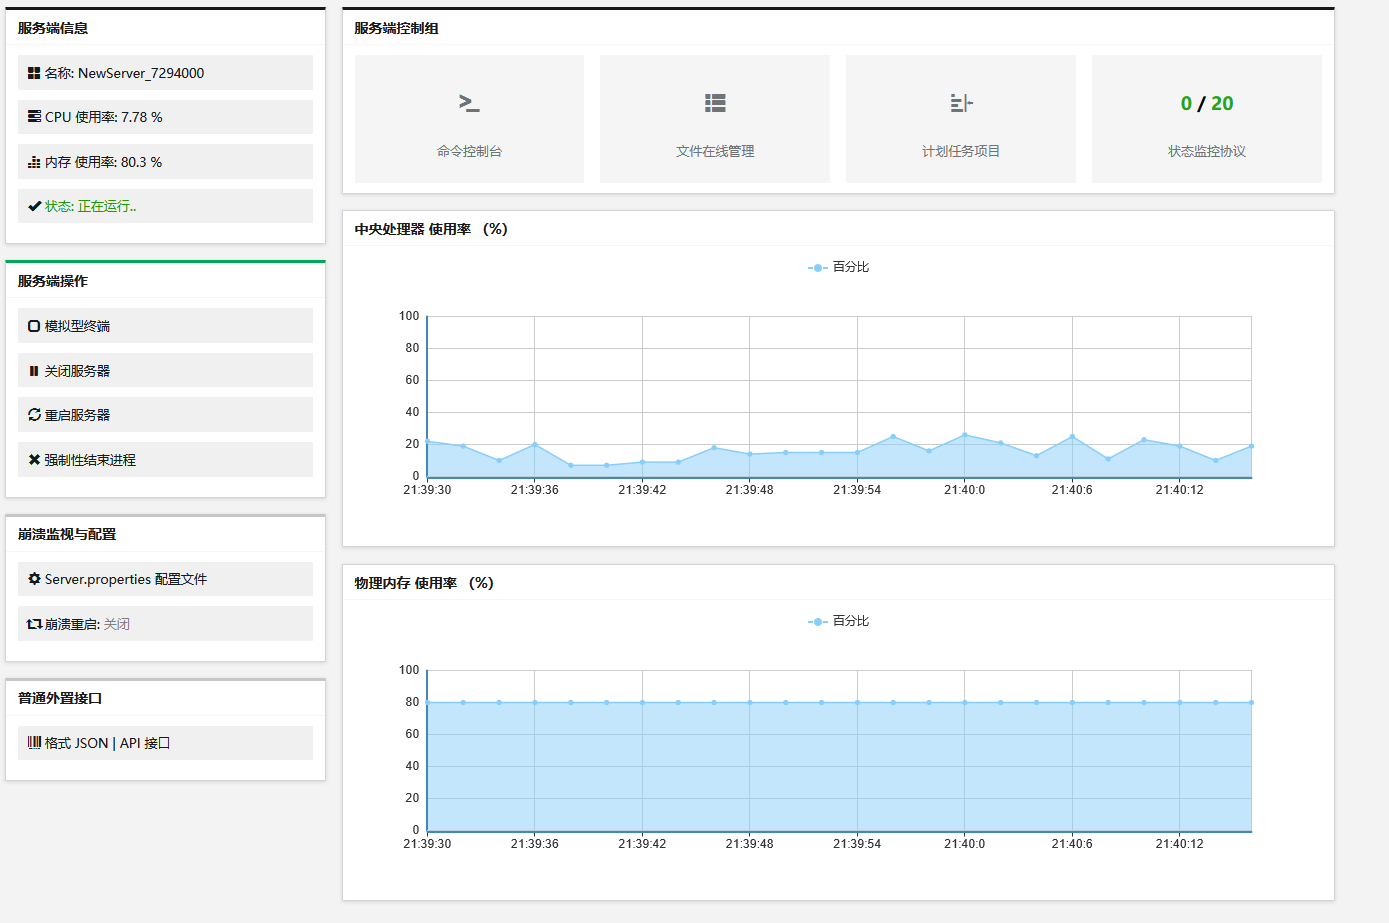 服务端信息
名称: NewServer_7294000
CPU 使用率: 7.78 %
内存 使用率: 80.3 %
状态: 正在运行..
服务端操作
模拟型终端
关闭服务器
重启服务器
强制性结束进程
崩溃监视与配置
Server.properties 配置文件
崩溃重启: 关闭
普通外置接口
格式 JSON | API 接口
服务端控制组
命令控制台
文件在线管理
计划任务项目
0 / 20
状态监控协议
中央处理器 使用率 （%）
百分比
100
80
60
40
20
0
21:39:30 21:39:36 21:39:42 21:39:48 21:39:54 21:40:0 21:40:6 21:40:12
物理内存 使用率 （%）
百分比
100
80
60
40
20
0
21:39:30 21:39:36 21:39:42 21:39:48 21:39:54 21:40:0 21:40:6 21:40:12